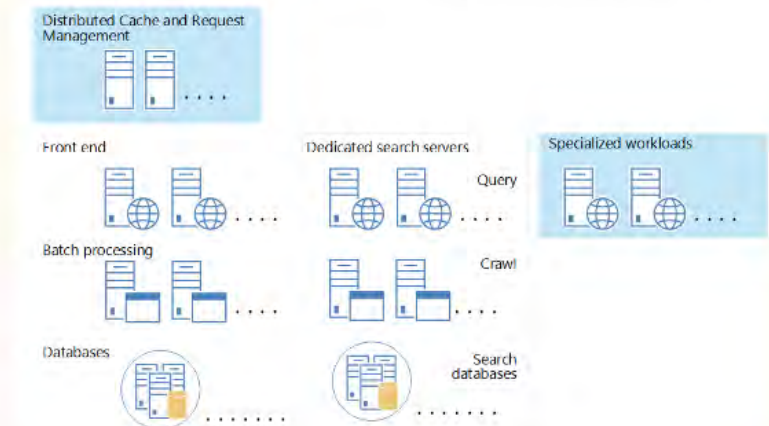 Distributed Cache and Request
Management
Front end
Dedicated search servers
Specialized workloads
Query
Batch processing
Crawl
Databases
Search
databases